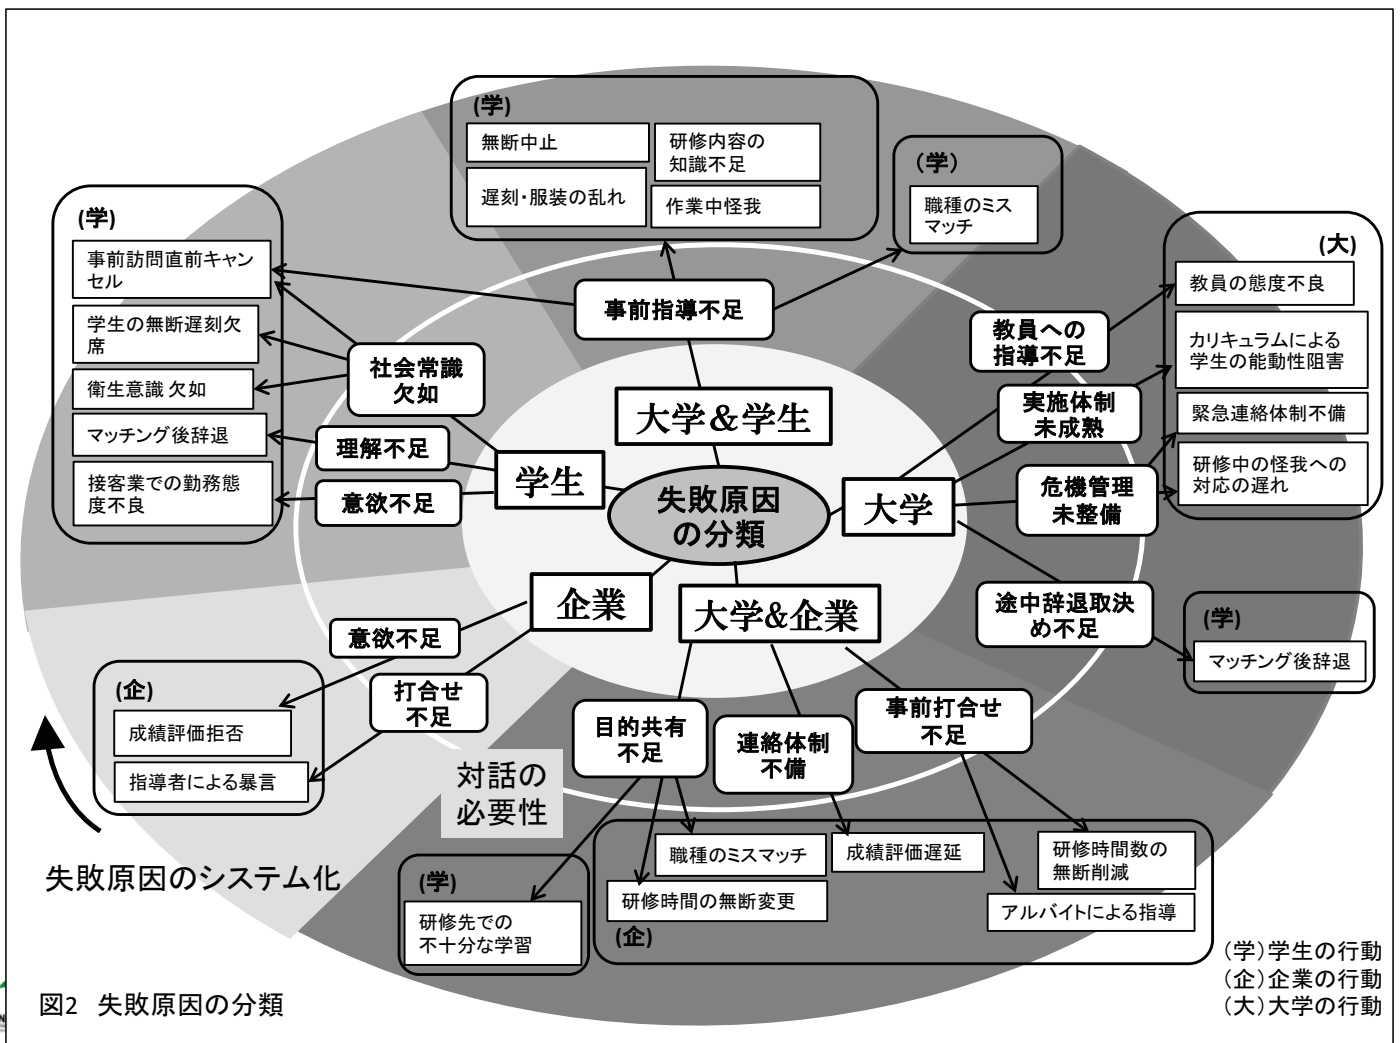 (学)
無断中止
研修内容の
知識不足
遅刻・服装の乱れ
作業中怪我
(学)
職種のミス
マッチ
(学)
事前訪問直前キャン
セル
学生の無断遅刻欠
席
衛生意識 欠如
マッチング後辞退
接客業での勤務態
度不良
(大)
教員の態度不良
カリキュラムによる
学生の能動性阻害
緊急連絡体制不備
研修中の怪我への
対応の遅れ
事前指導不足
教員への
指導不足
社会常識
欠如
実施体制
未成熟
理解不足
意欲不足
危機管理
未整備
大学&学生
学生
失敗原因
の分類
大学
企業
大学&企業
途中辞退取決
め不足
(学)
マッチング後辞退
意欲不足
打合せ
不足
(企)
成績評価拒否
指導者による暴言
目的共有
不足
連絡体制
不備
事前打合せ
不足
対話の
必要性
失敗原因のシステム化
(学)
研修先での
不十分な学習
職種のミスマッチ
成績評価遅延
研修時間数の
無断削減
研修時間の無断変更
アルバイトによる指導
(企)
(学)学生の行動
(企)企業の行動
(大)大学の行動
図2 失敗原因の分類